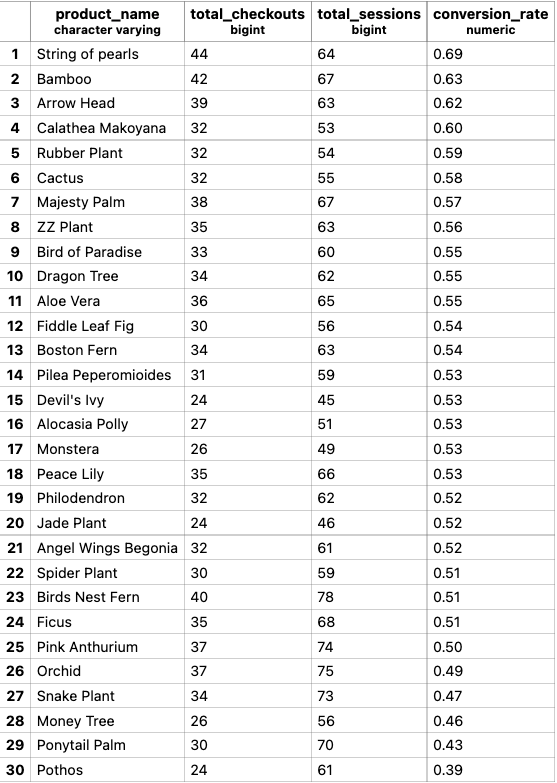 product_name total_checkouts total_sessions conversion_rate
character varying bigint bigint numeric
1 String of pearls 44 64 0.69
2 Bamboo 42 67 0.63
3 Arrow Head 39 63 0.62
4 Calathea Makoyana 32 53 0.60
5 Rubber Plant 32 54 0.59
6 Cactus 32 55 0.58
7 Majesty Palm 38 67 0.57
8 ZZ Plant 35 63 0.56
9 Bird of Paradise 33 60 0.55
10 Dragon Tree 34 62 0.55
11 Aloe Vera 36 65 0.55
12 Fiddle Leaf Fig 30 56 0.54
13 Boston Fern 34 63 0.54
14 Pilea Peperomioides 31 59 0.53
15 Devil's Ivy 24 45 0.53
16 Alocasia Polly 27 51 0.53
17 Monstera 26 49 0.53
18 Peace Lily 35 66 0.53
19 Philodendron 32 62 0.52
20 Jade Plant 24 46 0.52
21 Angel Wings Begonia 32 61 0.52
22 Spider Plant 30 59 0.51
23 Birds Nest Fern 40 78 0.51
24 Ficus 35 68 0.51
25 Pink Anthurium 37 74 0.50
26 Orchid 37 75 0.49
27 Snake Plant 34 73 0.47
28 Money Tree 26 56 0.46
29 Ponytail Palm 30 70 0.43
30 Pothos 24 61 0.39